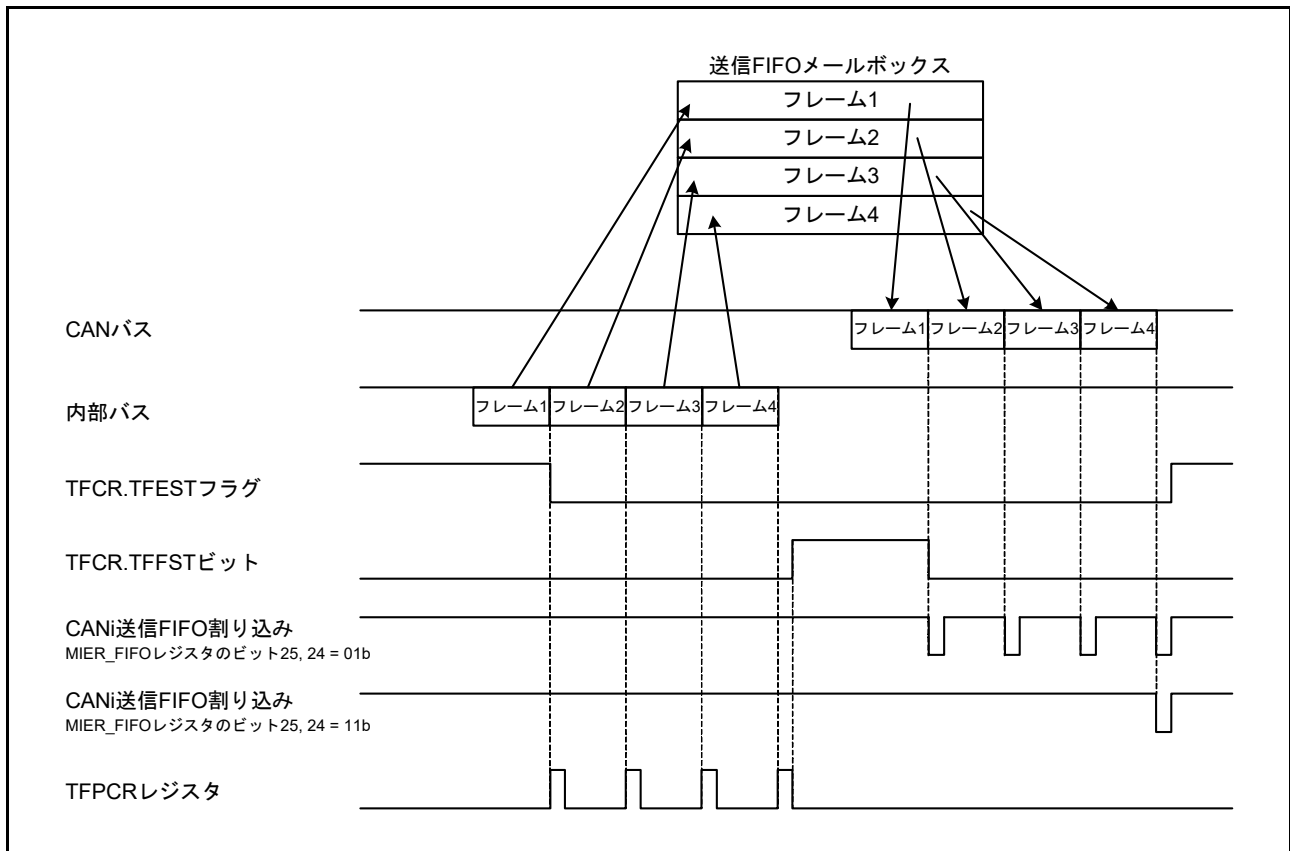 送信FIFOメールボックス
フレーム1
フレーム2
フレーム3
フレーム4
CANバス
フレーム1 フレーム2 フレーム3 フレーム4
内部バス
フレーム1 フレーム2 フレーム3 フレーム4
TFCR.TFESTフラグ
TFCR.TFFSTビット
CANi送信FIFO割り込み
MIER_FIFOレジスタのビット25, 24 = 01b
CANi送信FIFO割り込み
MIER_FIFOレジスタのビット25, 24 = 11b
TFPCRレジスタ